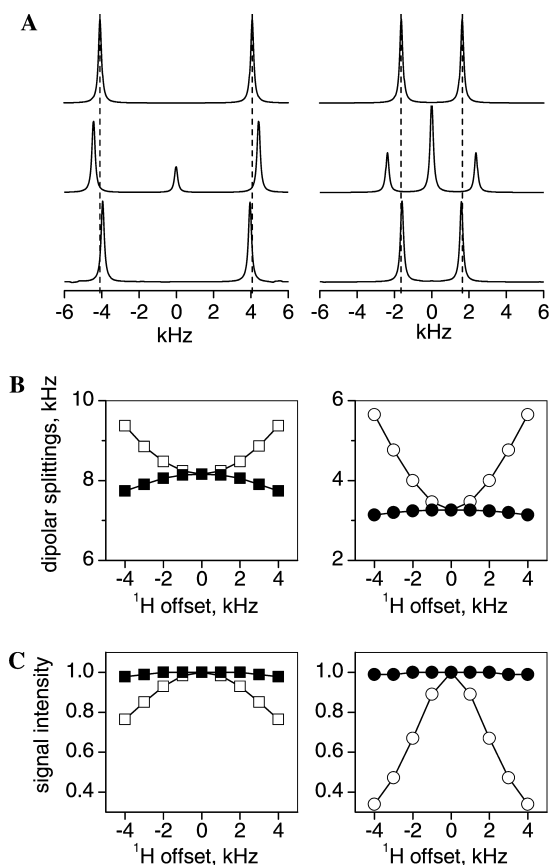 A
-6 -4 -2 0 2 4 6
kHz
-6 -4 -2 0 2 4 6
kHz
B
dipolar splittings, kHz
10
8
6
-4 -2 0 2 4
¹H offset, kHz
6
4
2
-4 -2 0 2 4
¹H offset, kHz
C
signal intensity
1.0
0.8
0.6
0.4
-4 -2 0 2 4
¹H offset, kHz
1.0
0.8
0.6
0.4
-4 -2 0 2 4
¹H offset, kHz